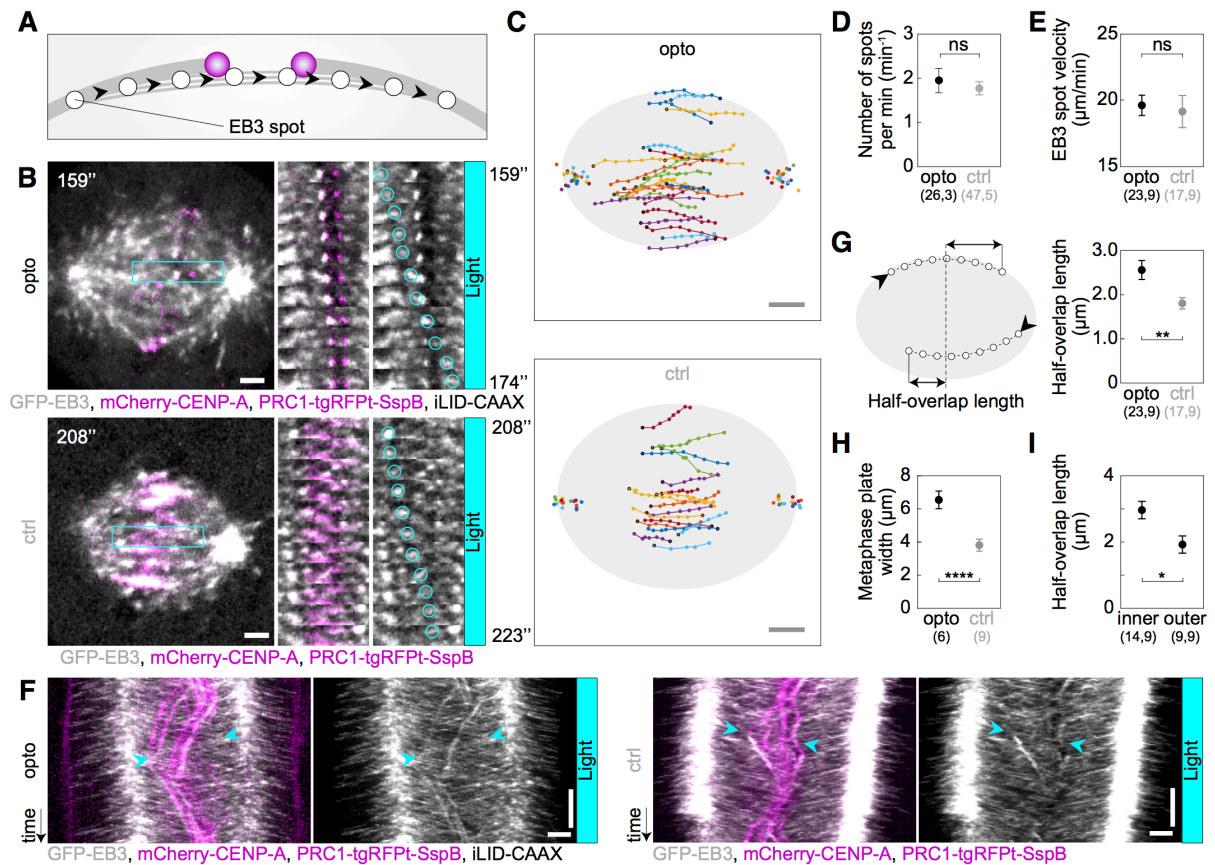 A
EB3 spot
B
159’’
opto
159’’
174’’
Light
GFP-EB3, mCherry-CENP-A, PRC1-tgRFPt-SspB, iLID-CAAX
208’’
ctrl
208’’
223’’
Light
GFP-EB3, mCherry-CENP-A, PRC1-tgRFPt-SspB
C
opto
ctrl
D
Number of spots
per min (min⁻¹)
3
2
1
0
ns
opto ctrl
(26,3) (47,5)
E
EB3 spot velocity
(µm/min)
25
20
15
ns
opto ctrl
(23,9) (17,9)
G
Half-overlap length
Half-overlap length
(µm)
3.0
2.0
1.0
0
**
opto ctrl
(23,9) (17,9)
H
Metaphase plate
width (µm)
8
6
4
2
0
****
opto ctrl
(6) (9)
I
Half-overlap length
(µm)
4
2
0
*
inner outer
(14,9) (9,9)
F
opto
time
Light
GFP-EB3, mCherry-CENP-A, PRC1-tgRFPt-SspB, iLID-CAAX
ctrl
time
Light
GFP-EB3, mCherry-CENP-A, PRC1-tgRFPt-SspB